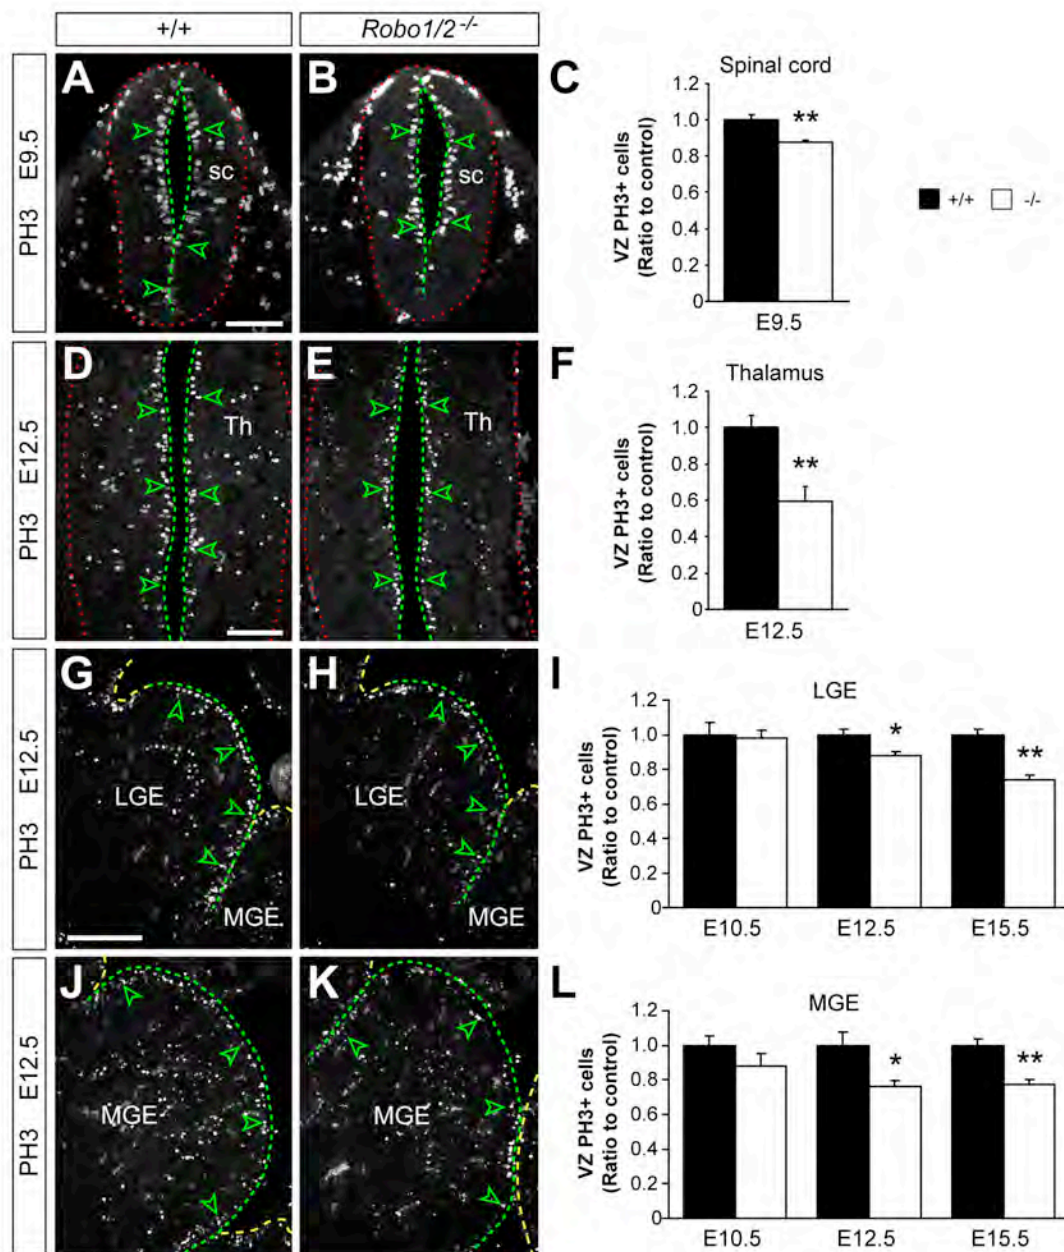 +/+
Robo1/2 -/-
PH3 E9.5
A
sc
B
sc
C
Spinal cord
VZ PH3+ cells
(Ratio to control)
1.2
1.0
0.8
0.6
0.4
0.2
0
**
E9.5
+/+ -/-
PH3 E12.5
D
Th
E
Th
F
Thalamus
VZ PH3+ cells
(Ratio to control)
1.2
1.0
0.8
0.6
0.4
0.2
0
**
E12.5
PH3 E12.5
G
LGE
MGE
H
LGE
MGE
I
LGE
VZ PH3+ cells
(Ratio to control)
1.2
1.0
0.8
0.6
0.4
0.2
0
*
**
E10.5 E12.5 E15.5
PH3 E12.5
J
MGE
K
MGE
L
MGE
VZ PH3+ cells
(Ratio to control)
1.2
1.0
0.8
0.6
0.4
0.2
0
*
**
E10.5 E12.5 E15.5